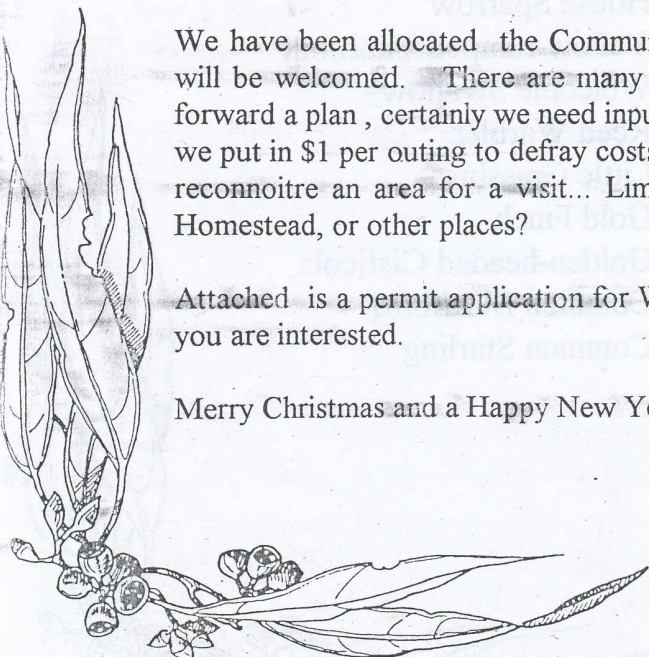 We have been allocated the Commu
will be welcomed. There are many
forward a plan , certainly we need inpu
we put in $1 per outing to defray costs
reconnoitre an area for a visit... Lim
Homestead, or other places?
Attached is a permit application for W
you are interested.
Merry Christmas and a Happy New Ye